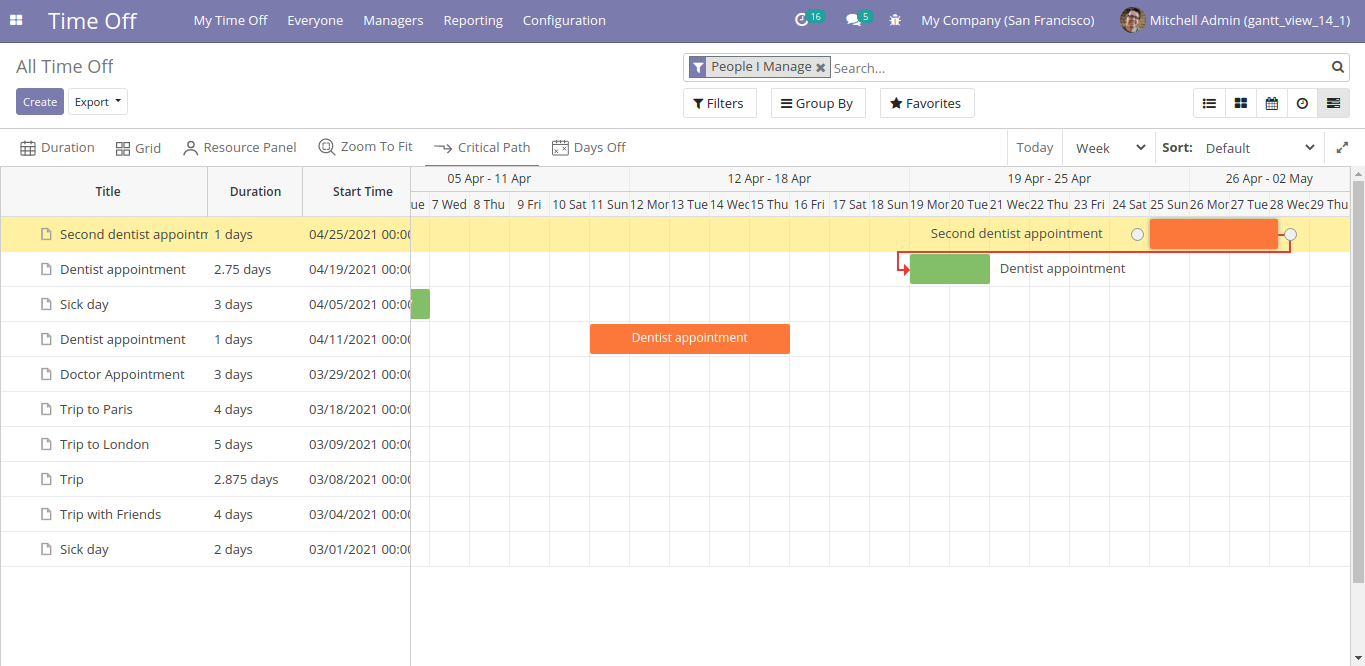 Time Off My Time Off Everyone Managers Reporting Configuration 16 5 My Company (San Francisco) Mitchell Admin (gantt_view_14_1)
All Time Off People I Manage Search...
Create Export Filters Group By Favorites
Duration Grid Resource Panel Zoom To Fit Critical Path Days Off Today Week Sort: Default
Title Duration Start Time 05 Apr - 11 Apr 12 Apr - 18 Apr 19 Apr - 25 Apr 26 Apr - 02 May
ue 7 Wed 8 Thu 9 Fri 10 Sat 11 Sun 12 Mor 13 Tue 14 Wec 15 Thu 16 Fri 17 Sat 18 Sun 19 Mor 20 Tue 21 Wec 22 Thu 23 Fri 24 Sat 25 Sun 26 Mor 27 Tue 28 Wec 29 Thu
Second dentist appointm 1 days 04/25/2021 00:00 Second dentist appointment
Dentist appointment 2.75 days 04/19/2021 00:00 Dentist appointment
Sick day 3 days 04/05/2021 00:00
Dentist appointment 1 days 04/11/2021 00:00 Dentist appointment
Doctor Appointment 3 days 03/29/2021 00:00
Trip to Paris 4 days 03/18/2021 00:00
Trip to London 5 days 03/09/2021 00:00
Trip 2.875 days 03/08/2021 00:00
Trip with Friends 4 days 03/04/2021 00:00
Sick day 2 days 03/01/2021 00:00